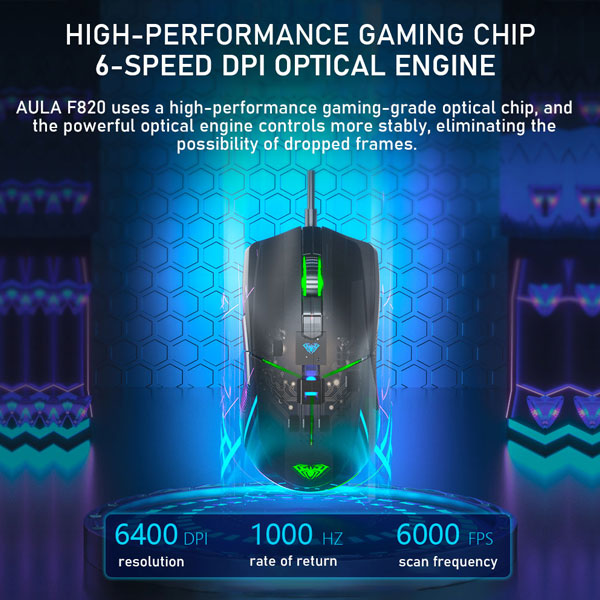 HIGH-PERFORMANCE GAMING CHIP
6-SPEED DPI OPTICAL ENGINE
AULA F820 uses a high-performance gaming-grade optical chip, and
the powerful optical engine controls more stably, eliminating the
possibility of dropped frames.
6400 DPI 1000 HZ 6000 FPS
resolution rate of return scan frequency